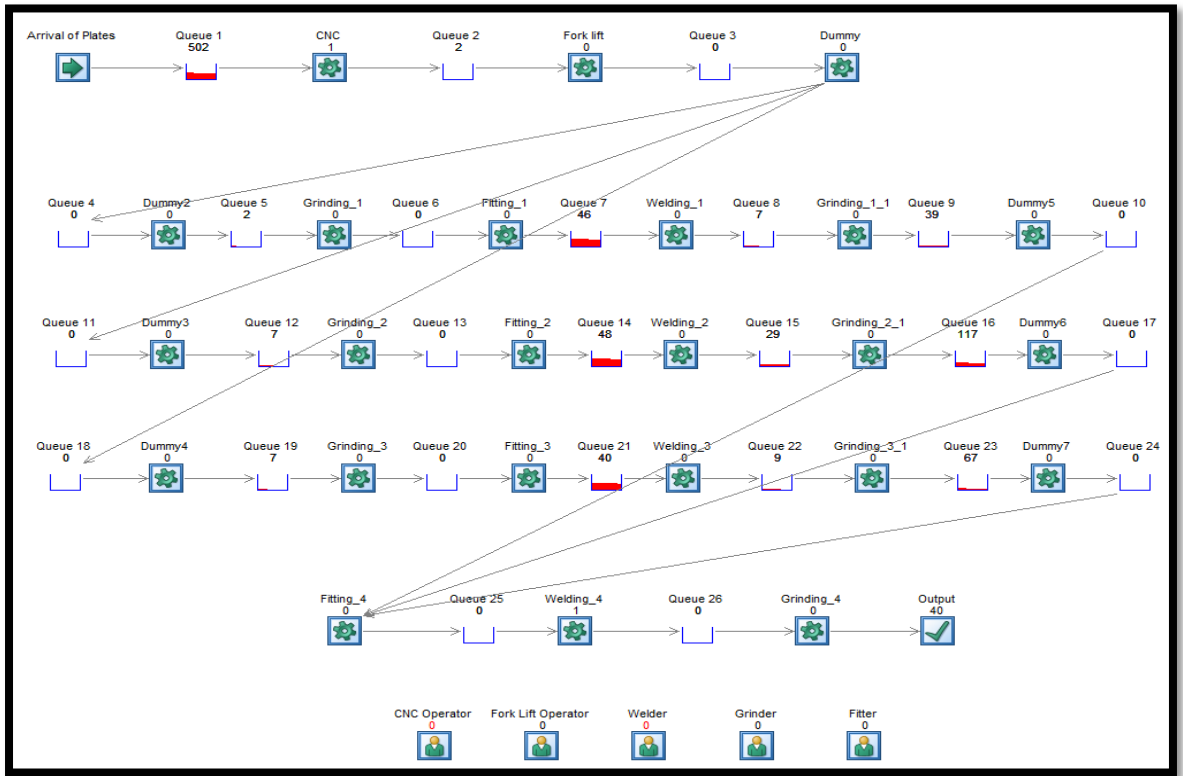 Arrival of Plates Queue 1 CNC Queue 2 Fork lift Queue 3 Dummy
502 1 2 0 0 0
Queue 4 Dummy2 Queue 5 Grinding_1 Queue 6 Fitting_1 Queue 7 Welding_1 Queue 8 Grinding_1_1 Queue 9 Dummy5 Queue 10
0 0 2 0 0 0 46 0 7 0 39 0 0
Queue 11 Dummy3 Queue 12 Grinding_2 Queue 13 Fitting_2 Queue 14 Welding_2 Queue 15 Grinding_2_1 Queue 16 Dummy6 Queue 17
0 0 7 0 0 0 48 0 29 0 117 0 0
Queue 18 Dummy4 Queue 19 Grinding_3 Queue 20 Fitting_3 Queue 21 Welding_3 Queue 22 Grinding_3_1 Queue 23 Dummy7 Queue 24
0 0 7 0 0 0 40 0 9 0 67 0 0
Fitting_4 Queue 25 Welding_4 Queue 26 Grinding_4 Output
0 0 1 0 0 40
CNC Operator Fork Lift Operator Welder Grinder Fitter
0 0 0 0 0